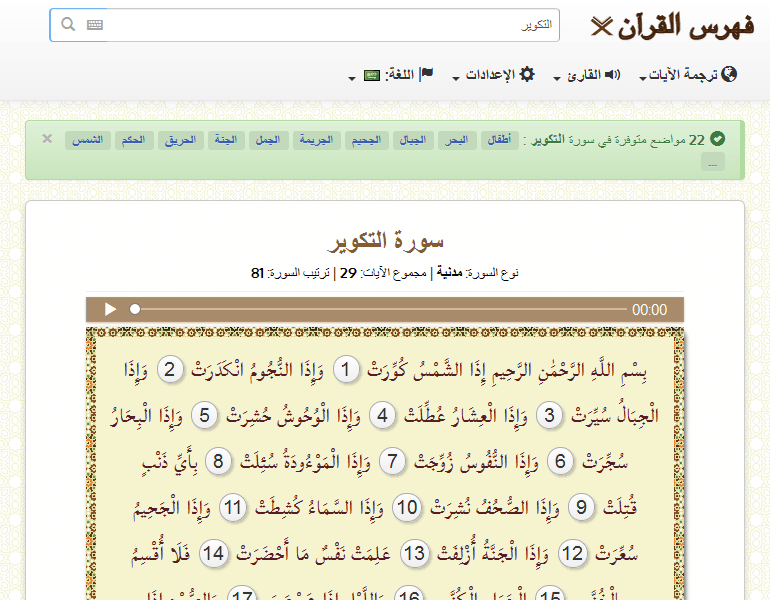 فهرس القرآن
التكوير
ترجمة الآيات القارئ الإعدادات اللغة:
22 مواضع متوفرة في سورة التكوير : أطفال البحر الجبال الجحيم الجريمة الجمل الجنة الحريق الحكم الشمس ×
...
سورة التكوير
نوع السورة: مدنية | مجموع الآيات: 29 | ترتيب السورة: 81
00:00
بِسْمِ اللَّهِ الرَّحْمَٰنِ الرَّحِيمِ إِذَا الشَّمْسُ كُوِّرَتْ 1 وَإِذَا النُّجُومُ انْكَدَرَتْ 2 وَإِذَا
الْجِبَالُ سُيِّرَتْ 3 وَإِذَا الْعِشَارُ عُطِّلَتْ 4 وَإِذَا الْوُحُوشُ حُشِرَتْ 5 وَإِذَا الْبِحَارُ
سُجِّرَتْ 6 وَإِذَا النُّفُوسُ زُوِّجَتْ 7 وَإِذَا الْمَوْءُودَةُ سُئِلَتْ 8 بِأَيِّ ذَنْبٍ
قُتِلَتْ 9 وَإِذَا الصُّحُفُ نُشِرَتْ 10 وَإِذَا السَّمَاءُ كُشِطَتْ 11 وَإِذَا الْجَحِيمُ
سُعِّرَتْ 12 وَإِذَا الْجَنَّةُ أُزْلِفَتْ 13 عَلِمَتْ نَفْسٌ مَا أَحْضَرَتْ 14 فَلَا أُقْسِمُ
15 16 17